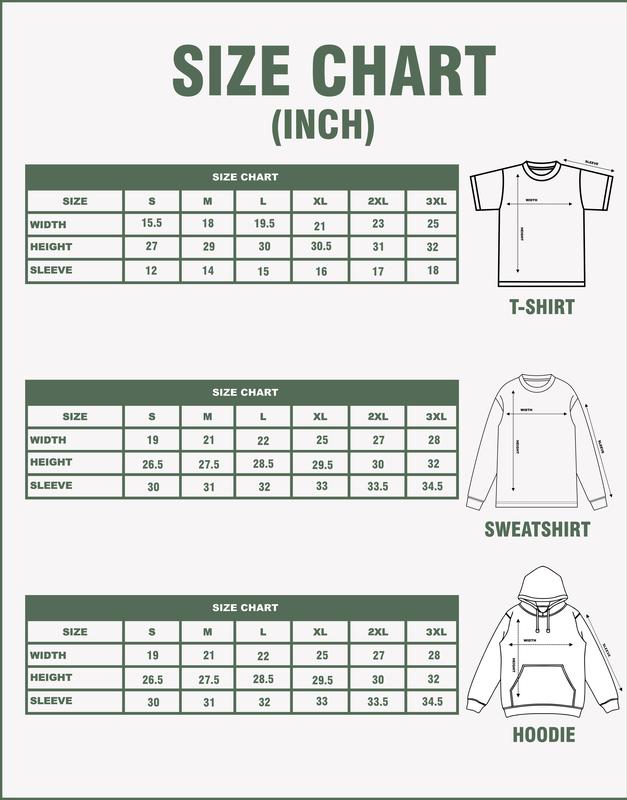 SIZE CHART
(INCH)
SIZE CHART
SIZE S M L XL 2XL 3XL
WIDTH 15.5 18 19.5 21 23 25
HEIGHT 27 29 30 30.5 31 32
SLEEVE 12 14 15 16 17 18
SLEEVE
WIDTH
HEIGHT
T-SHIRT
SIZE CHART
SIZE S M L XL 2XL 3XL
WIDTH 19 21 22 25 27 28
HEIGHT 26.5 27.5 28.5 29.5 30 32
SLEEVE 30 31 32 33 33.5 34.5
WIDTH
HEIGHT
SLEEVE
SWEATSHIRT
SIZE CHART
SIZE S M L XL 2XL 3XL
WIDTH 19 21 22 25 27 28
HEIGHT 26.5 27.5 28.5 29.5 30 32
SLEEVE 30 31 32 33 33.5 34.5
WIDTH
HEIGHT
SLEEVE
HOODIE